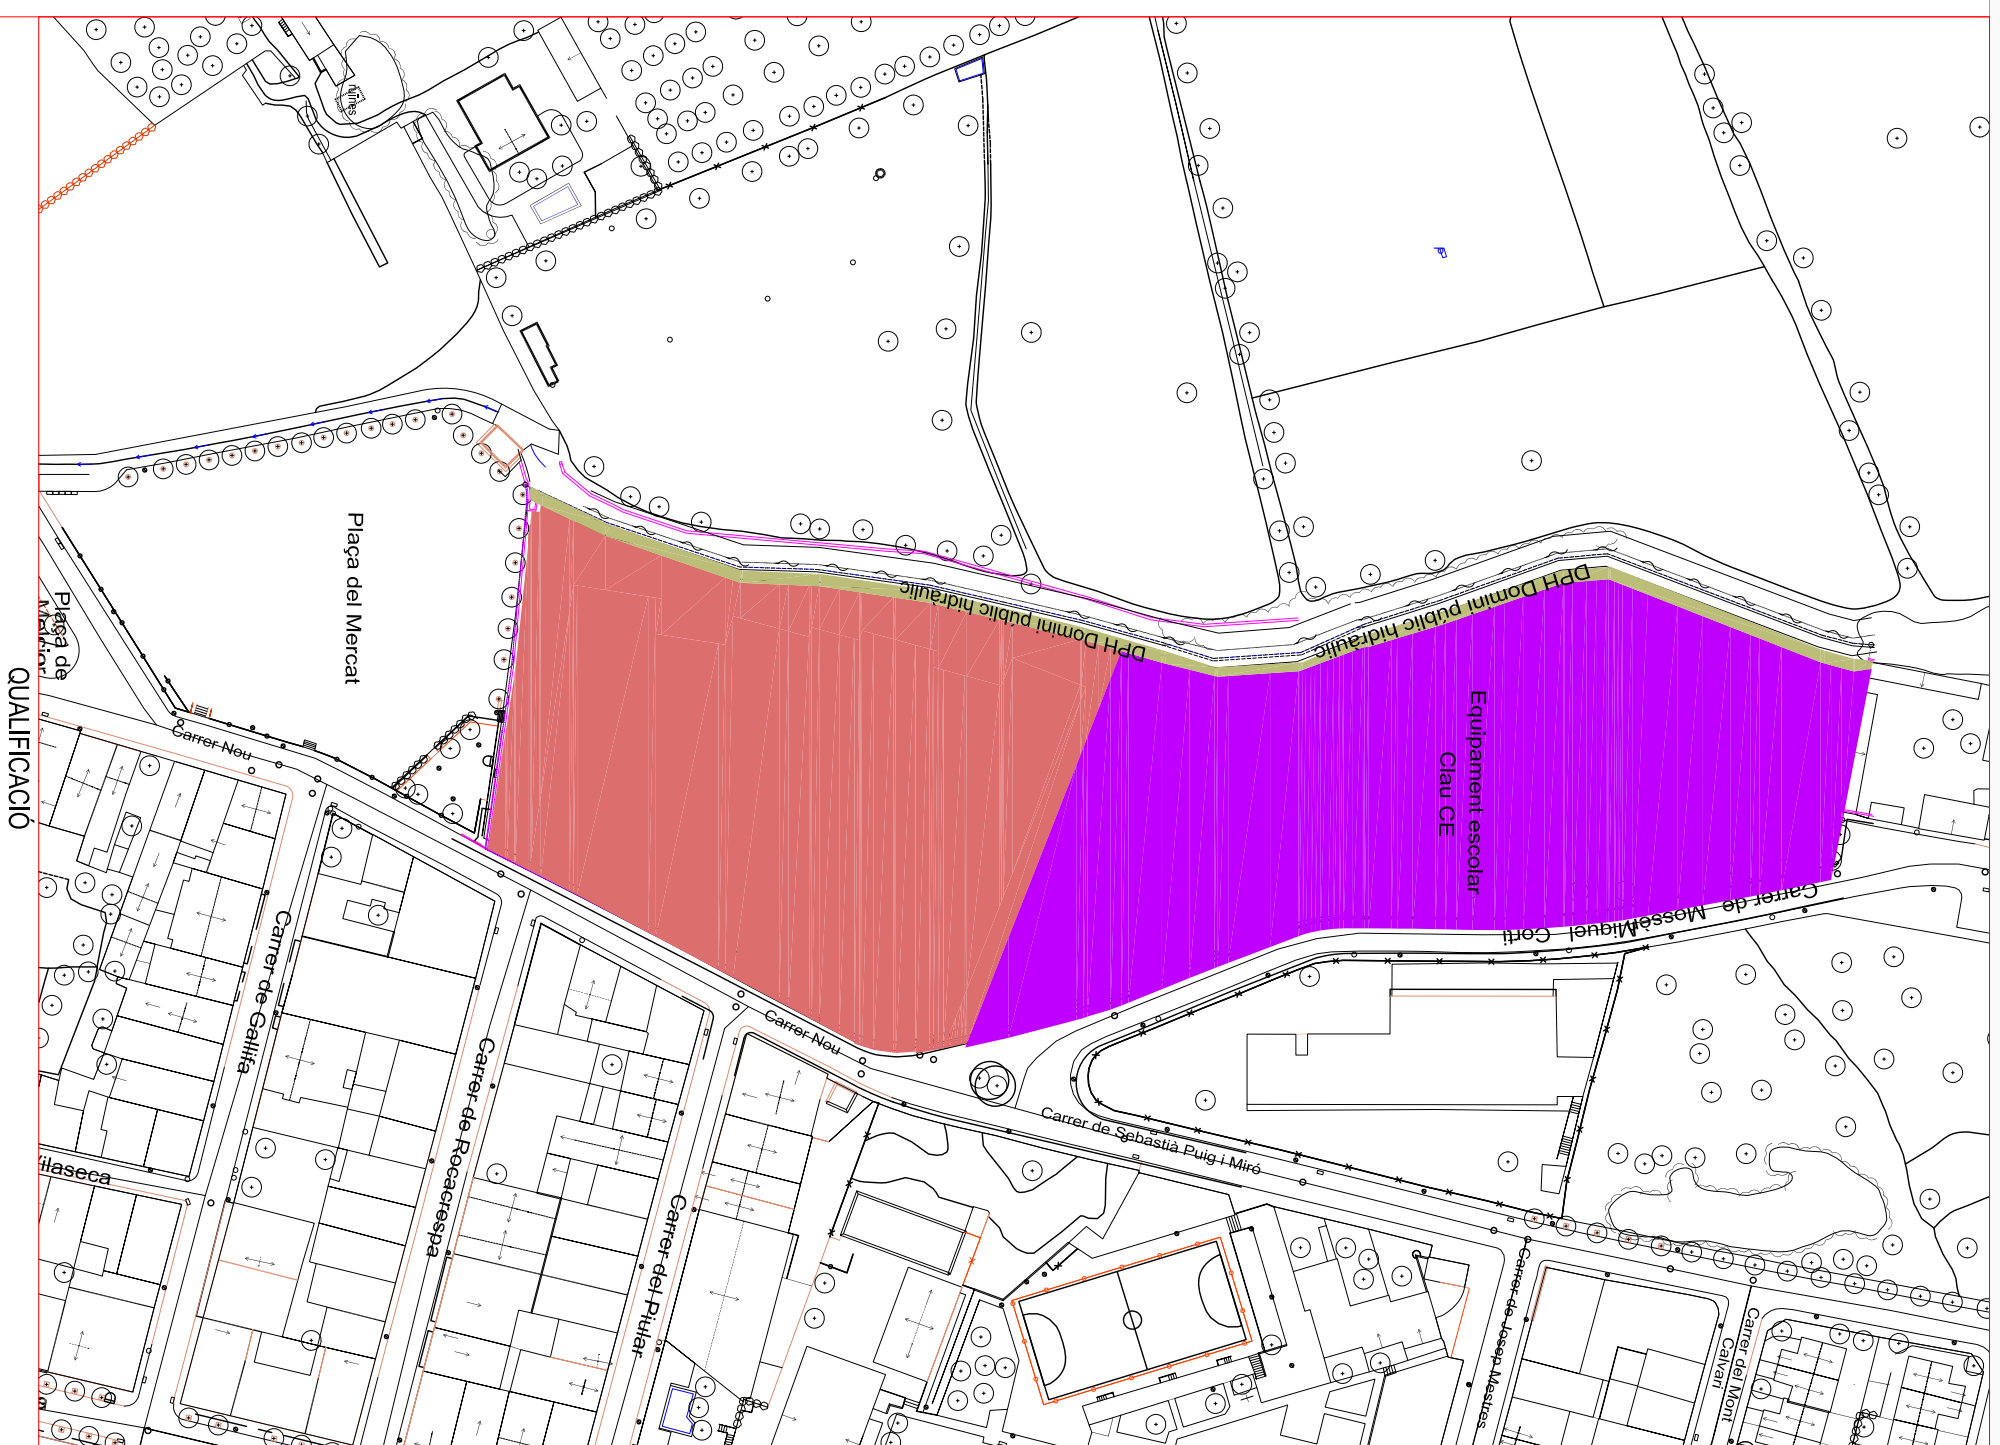 ruïnes
Plaça del Mercat
Plaça de
Melcior
QUALIFICACIÓ
DPH Domini públic hidràulic
DPH Domini públic hidràulic
Equipament escolar
Clau CE
Carrer de Mossèn Miquel Corti
Carrer Nou
Carrer Nou
Carrer de Gallifa
Carrer de Rocacrespa
Carrer del Piular
Carrer de Sebastià Puig i Miró
Carrer de Josep Mestres
Carrer del Mont
Calvari
Vilaseca